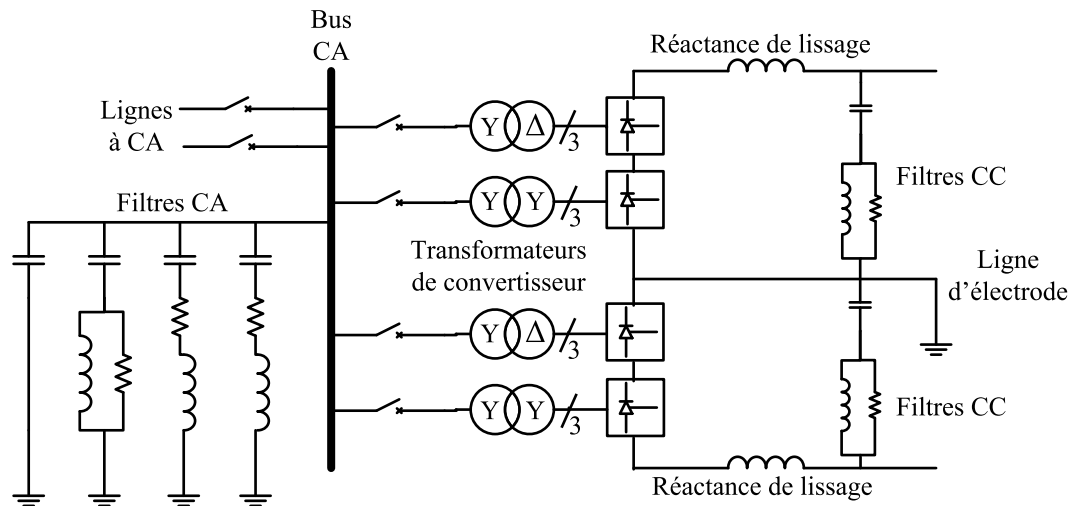 Bus
CA
Réactance de lissage
Lignes
à CA
Y Δ 3
Filtres CC
Y Y 3
Filtres CA
Transformateurs
de convertisseur
Ligne
d'électrode
Y Δ 3
Y Y 3
Filtres CC
Réactance de lissage